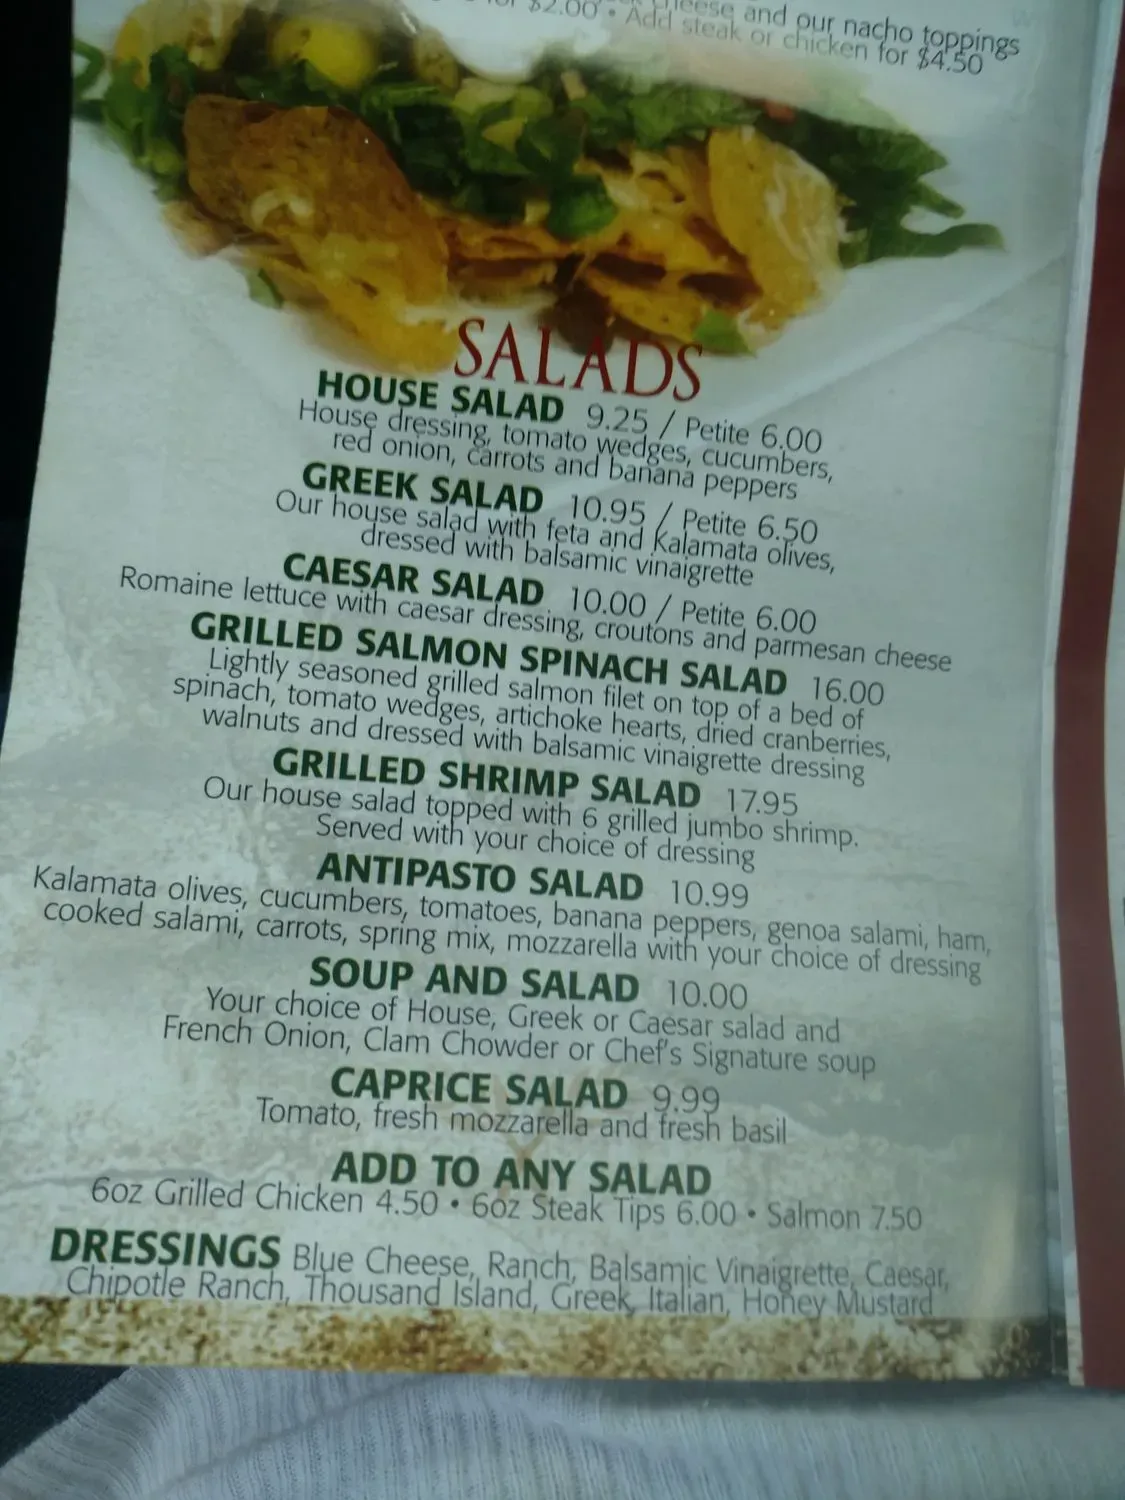 cheese and our nacho toppings
for $2.00 • Add steak or chicken for $4.50
SALADS
HOUSE SALAD 9.25 / Petite 6.00
House dressing, tomato wedges, cucumbers,
red onion, carrots and banana peppers
GREEK SALAD 10.95 / Petite 6.50
Our house salad with feta and Kalamata olives,
dressed with balsamic vinaigrette
CAESAR SALAD 10.00 / Petite 6.00
Romaine lettuce with caesar dressing, croutons and parmesan cheese
GRILLED SALMON SPINACH SALAD 16.00
Lightly seasoned grilled salmon filet on top of a bed of
spinach, tomato wedges, artichoke hearts, dried cranberries,
walnuts and dressed with balsamic vinaigrette dressing
GRILLED SHRIMP SALAD 17.95
Our house salad topped with 6 grilled jumbo shrimp.
Served with your choice of dressing
ANTIPASTO SALAD 10.99
Kalamata olives, cucumbers, tomatoes, banana peppers, genoa salami, ham,
cooked salami, carrots, spring mix, mozzarella with your choice of dressing
SOUP AND SALAD 10.00
Your choice of House, Greek or Caesar salad and
French Onion, Clam Chowder or Chef's Signature soup
CAPRICE SALAD 9.99
Tomato, fresh mozzarella and fresh basil
ADD TO ANY SALAD
6oz Grilled Chicken 4.50 • 6oz Steak Tips 6.00 • Salmon 7.50
DRESSINGS Blue Cheese, Ranch, Balsamic Vinaigrette, Caesar,
Chipotle Ranch, Thousand Island, Greek, Italian, Honey Mustard